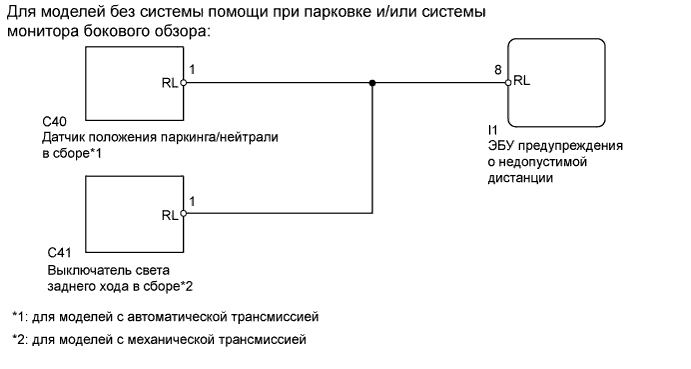 Для моделей без системы помощи при парковке и/или системы
монитора бокового обзора:
RL
1
8
RL
C40
Датчик положения паркинга/нейтрали
в сборе*1
I1
ЭБУ предупреждения
о недопустимой
дистанции
RL
1
C41
Выключатель света
заднего хода в сборе*2
*1: для моделей с автоматической трансмиссией
*2: для моделей с механической трансмиссией